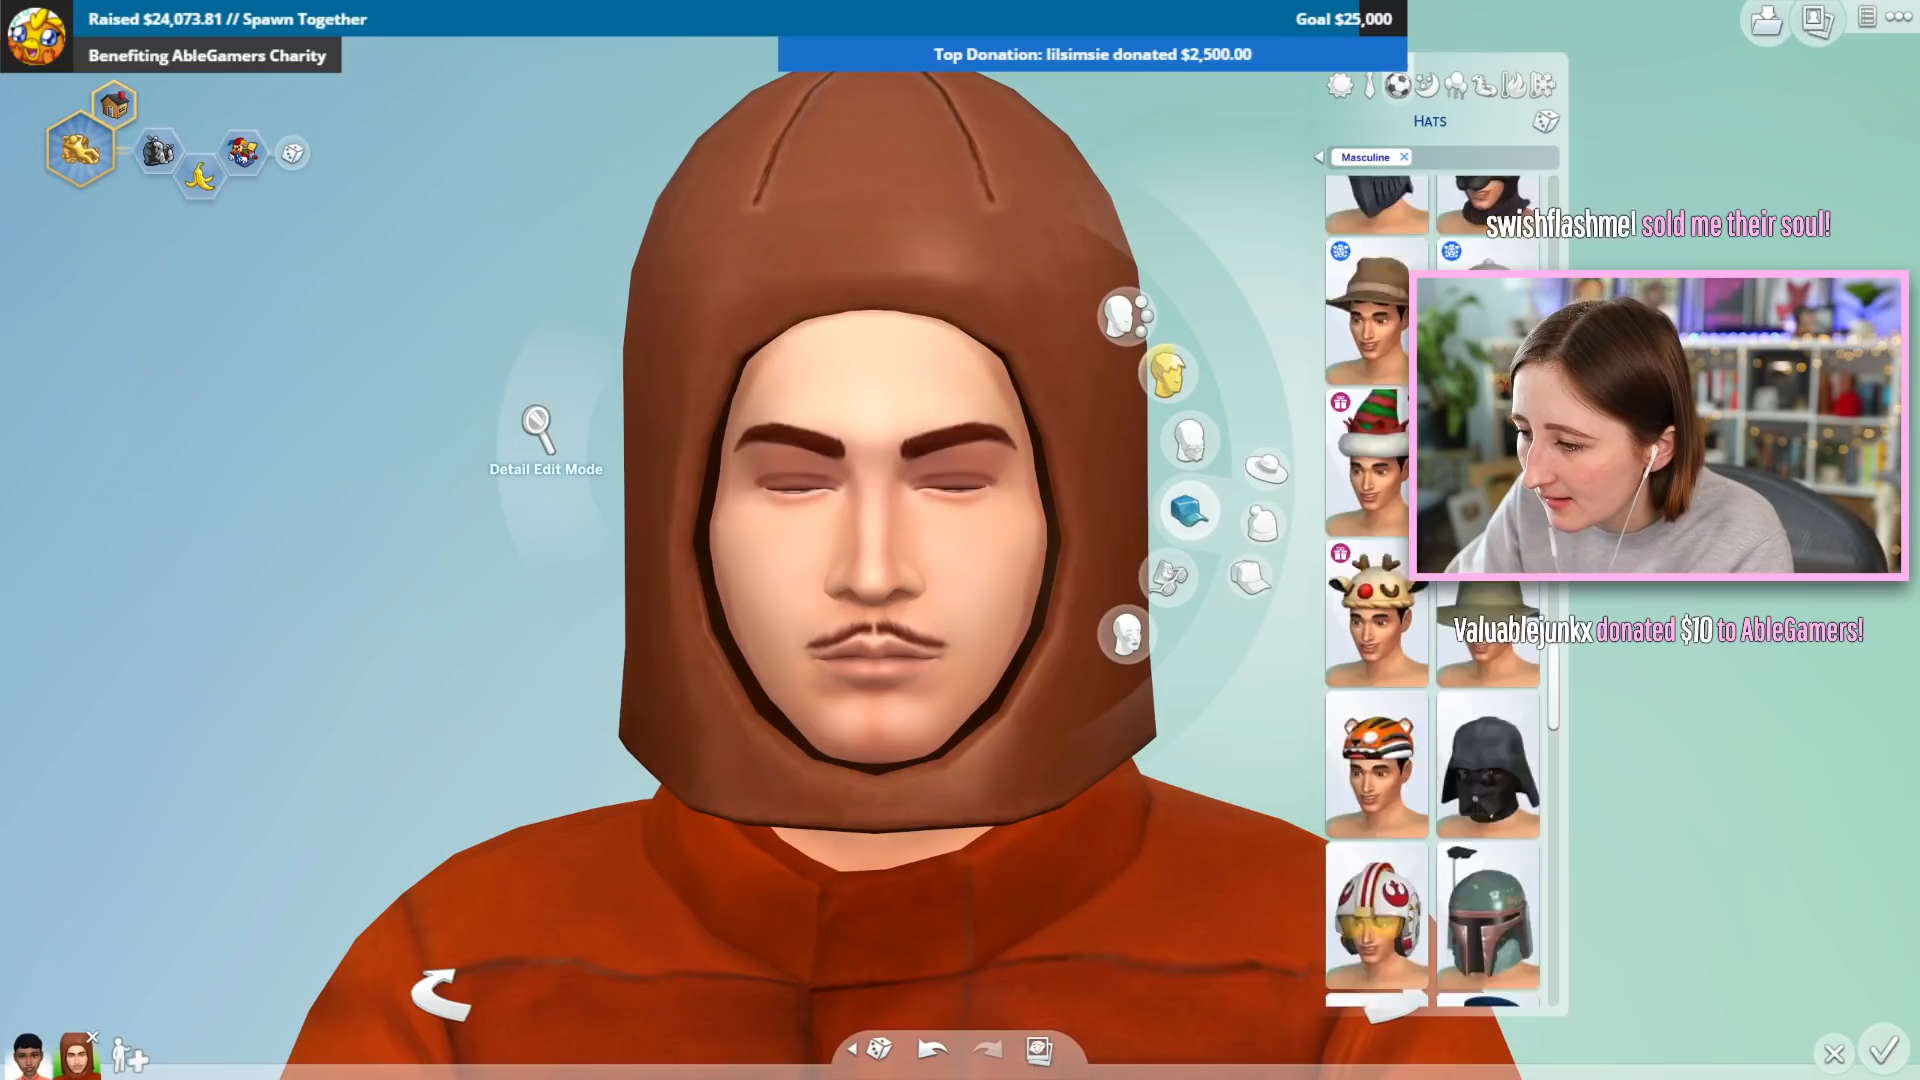 Raised $24,073.81 // Spawn Together
Goal $25,000
Benefiting AbleGamers Charity
Top Donation: lilsimsie donated $2,500.00
Hats
Masculine
swishflashmel sold me their soul!
Detail Edit Mode
Valuablejunkx donated $10 to AbleGamers!